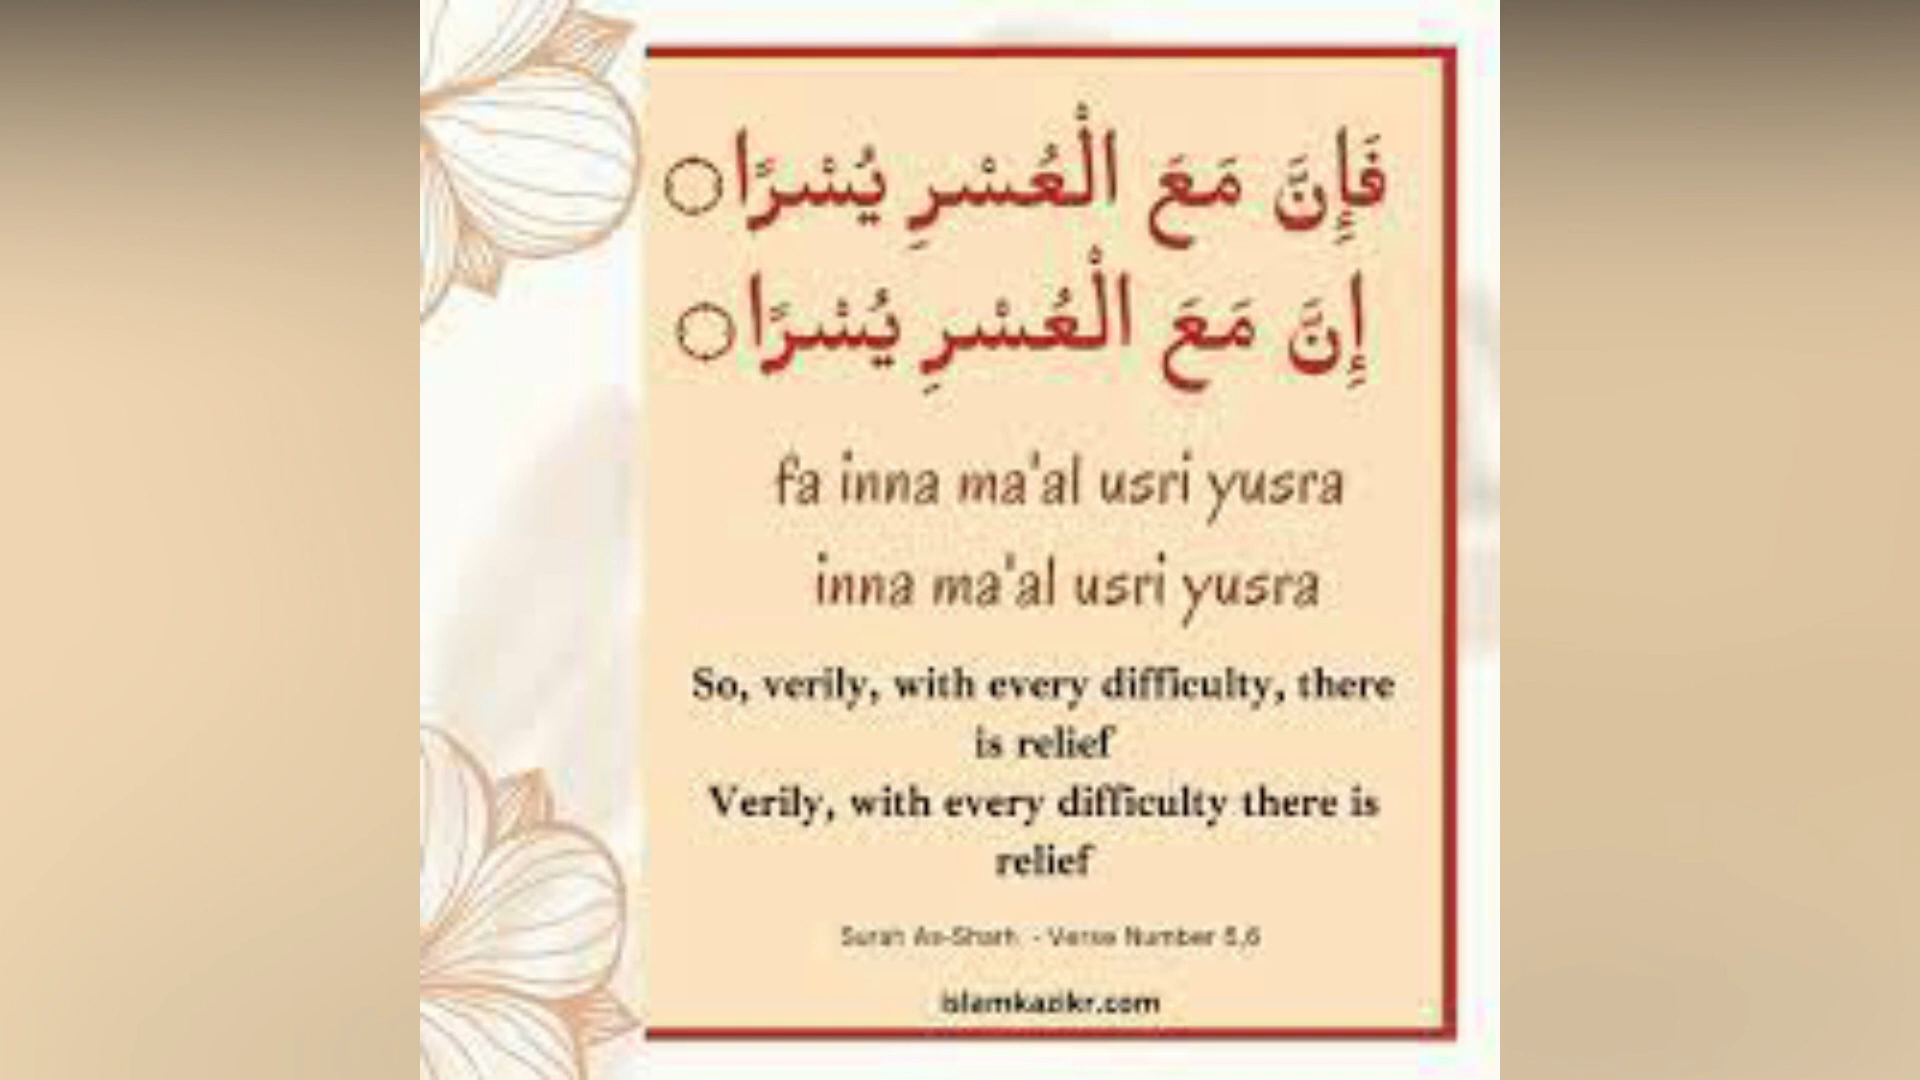 فَإِنَّ مَعَ الْعُسْرِ يُسْرًا۝
إِنَّ مَعَ الْعُسْرِ يُسْرًا۝
fa inna ma'al usri yusra
inna ma'al usri yusra
So, verily, with every difficulty, there
is relief
Verily, with every difficulty there is
relief
Surah As-Sharh - Verse Number 5,6
islamkazikr.com